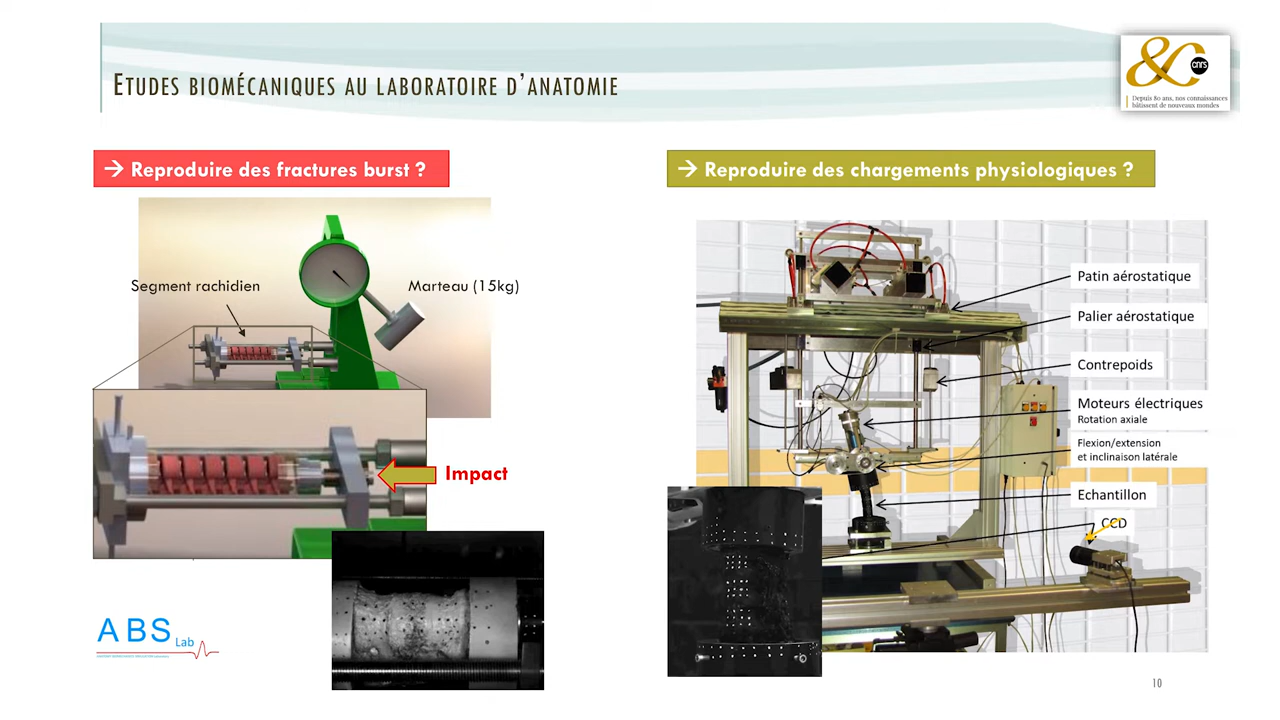 ETUDES BIOMÉCANIQUES AU LABORATOIRE D'ANATOMIE
&C
cnrs
Depuis 80 ans, nos connaissances
bâtissent de nouveaux mondes
→ Reproduire des fractures burst ?
Segment rachidien
Marteau (15kg)
Impact
ABS Lab
→ Reproduire des chargements physiologiques ?
Patin aérostatique
Palier aérostatique
Contrepoids
Moteurs électriques
Rotation axiale
Flexion/extension
et inclinaison latérale
Echantillon
CCD
10